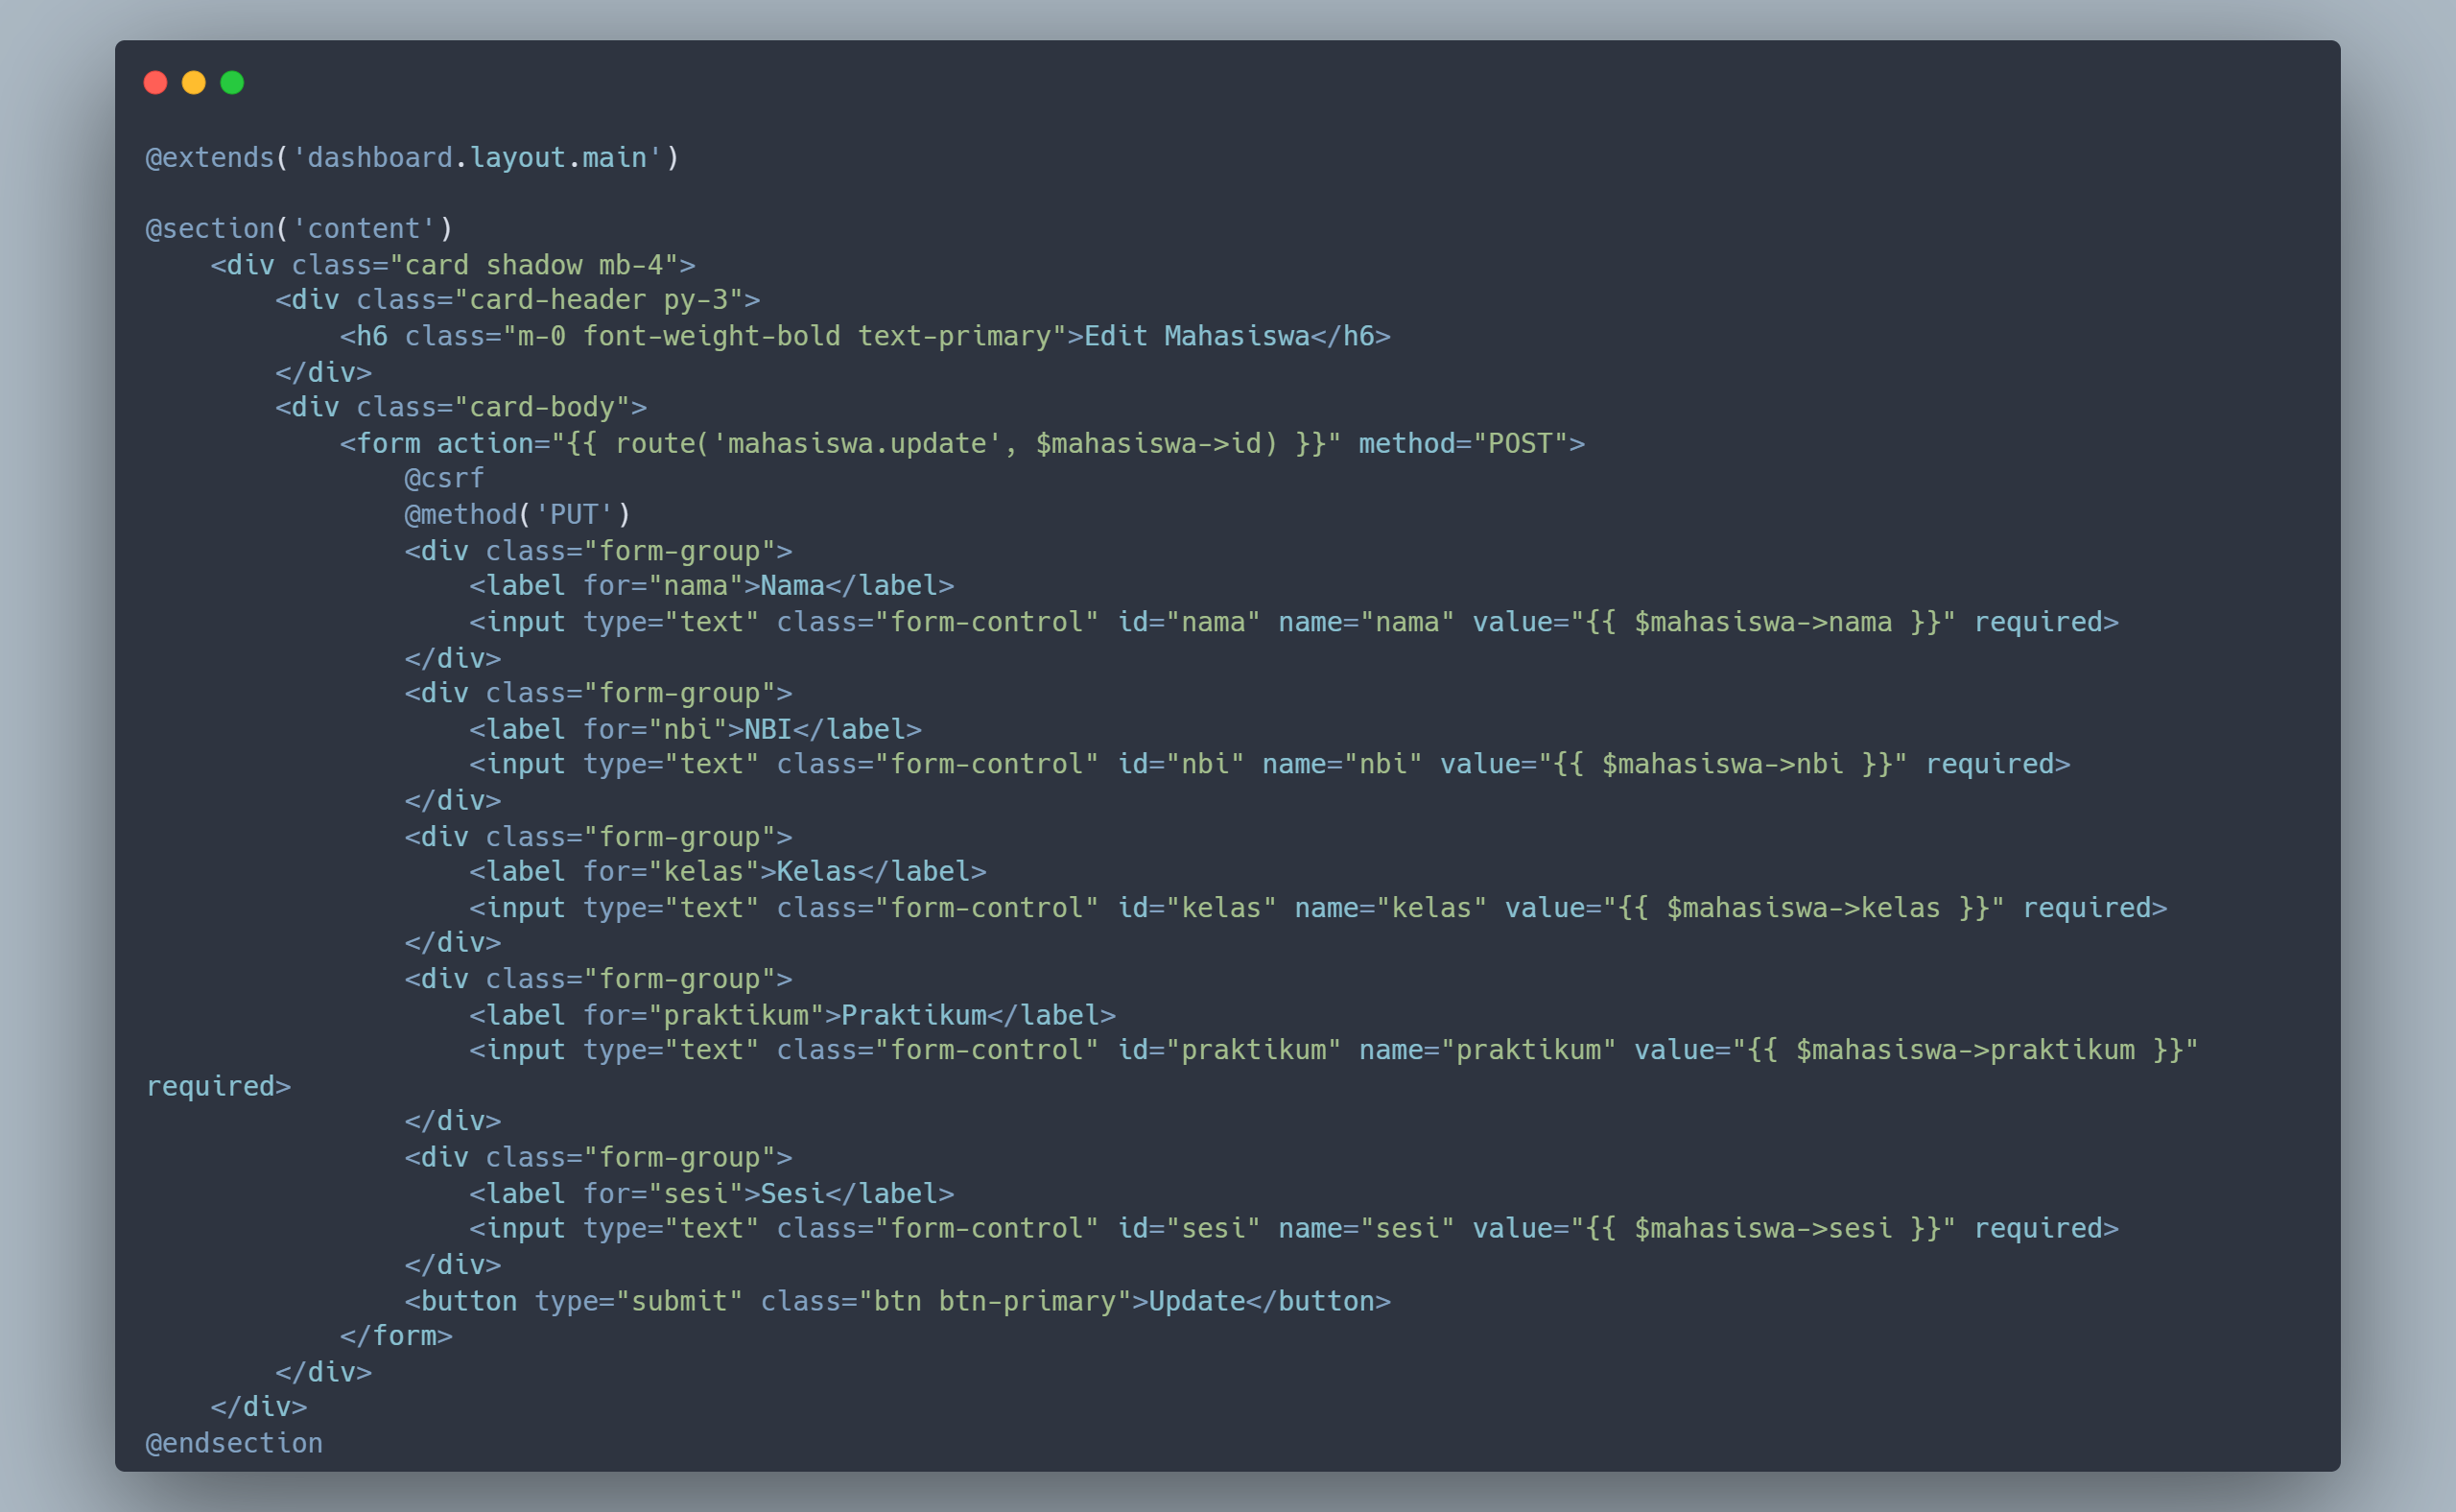 @extends('dashboard.layout.main')

@section('content')
    <div class="card shadow mb-4">
        <div class="card-header py-3">
            <h6 class="m-0 font-weight-bold text-primary">Edit Mahasiswa</h6>
        </div>
        <div class="card-body">
            <form action="{{ route('mahasiswa.update', $mahasiswa->id) }}" method="POST">
                @csrf
                @method('PUT')
                <div class="form-group">
                    <label for="nama">Nama</label>
                    <input type="text" class="form-control" id="nama" name="nama" value="{{ $mahasiswa->nama }}" required>
                </div>
                <div class="form-group">
                    <label for="nbi">NBI</label>
                    <input type="text" class="form-control" id="nbi" name="nbi" value="{{ $mahasiswa->nbi }}" required>
                </div>
                <div class="form-group">
                    <label for="kelas">Kelas</label>
                    <input type="text" class="form-control" id="kelas" name="kelas" value="{{ $mahasiswa->kelas }}" required>
                </div>
                <div class="form-group">
                    <label for="praktikum">Praktikum</label>
                    <input type="text" class="form-control" id="praktikum" name="praktikum" value="{{ $mahasiswa->praktikum }}"
required>
                </div>
                <div class="form-group">
                    <label for="sesi">Sesi</label>
                    <input type="text" class="form-control" id="sesi" name="sesi" value="{{ $mahasiswa->sesi }}" required>
                </div>
                <button type="submit" class="btn btn-primary">Update</button>
            </form>
        </div>
    </div>
@endsection